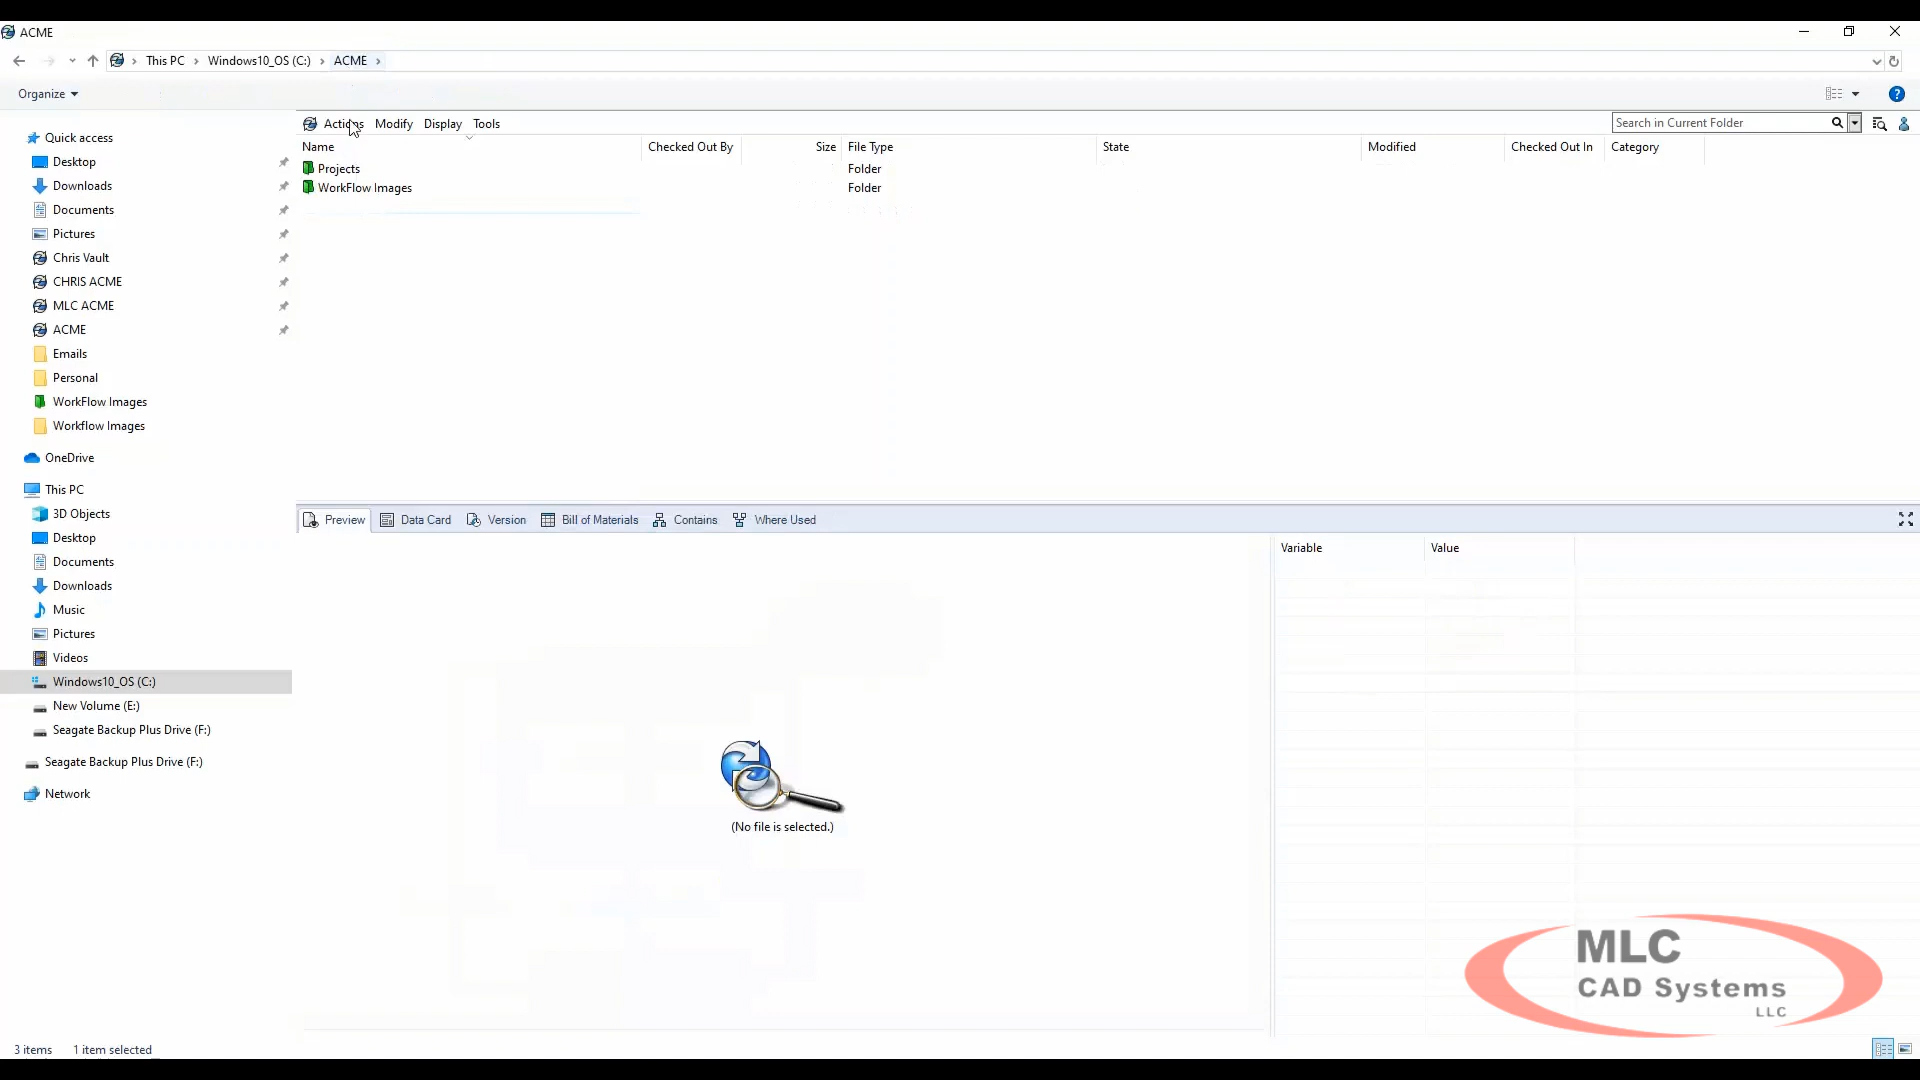 ACME
This PC
Windows10_OS (C:)
ACME
Organize
Actions Modify Display Tools
Search in Current Folder
Name Checked Out By Size File Type State Modified Checked Out In Category
Projects Folder
WorkFlow Images Folder
Quick access
Desktop
Downloads
Documents
Pictures
Chris Vault
CHRIS ACME
MLC ACME
ACME
Emails
Personal
WorkFlow Images
Workflow Images
OneDrive
This PC
3D Objects
Desktop
Documents
Downloads
Music
Pictures
Videos
Windows10_OS (C:)
New Volume (E:)
Seagate Backup Plus Drive (F:)
Seagate Backup Plus Drive (F:)
Network
Preview Data Card Version Bill of Materials Contains Where Used
Variable Value
(No file is selected.)
MLC
CAD Systems
LLC
3 items 1 item selected